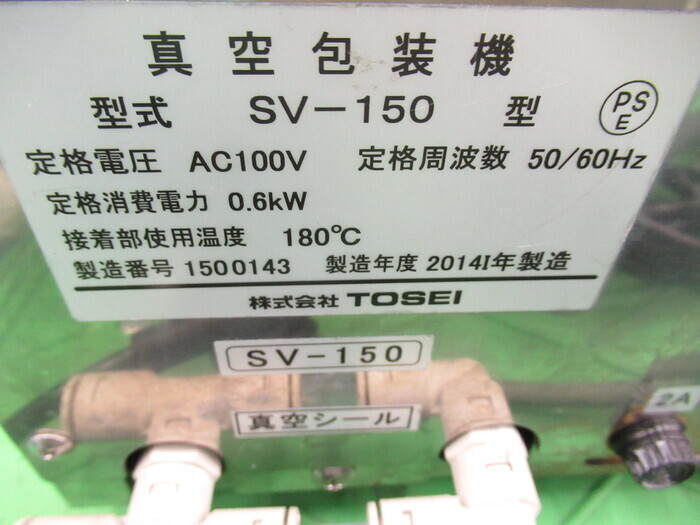 真空包装機
型式 SV-150 型 PSE
定格電圧 AC100V 定格周波数 50/60Hz
定格消費電力 0.6kW
接着部使用温度 180℃
製造番号 1500143 製造年度 2014I年製造
株式会社 TOSEI
SV-150
真空シール
2A